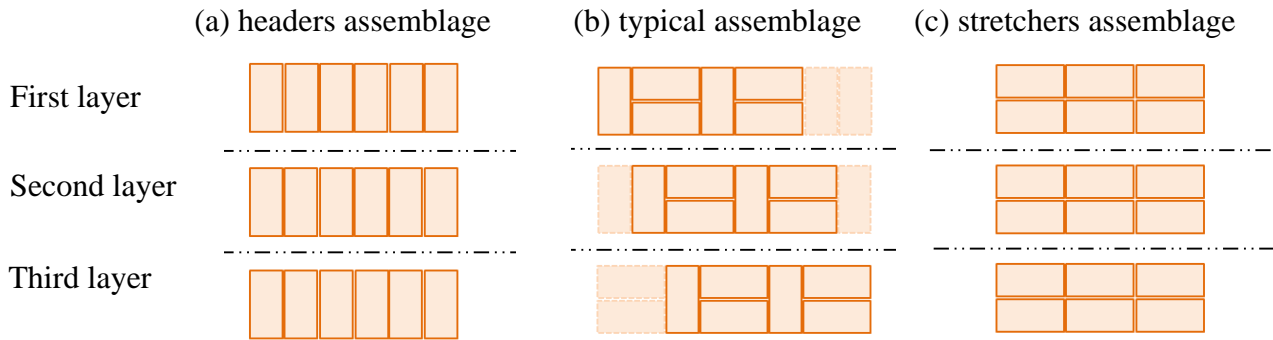 (a) headers assemblage
(b) typical assemblage
(c) stretchers assemblage
First layer
Second layer
Third layer